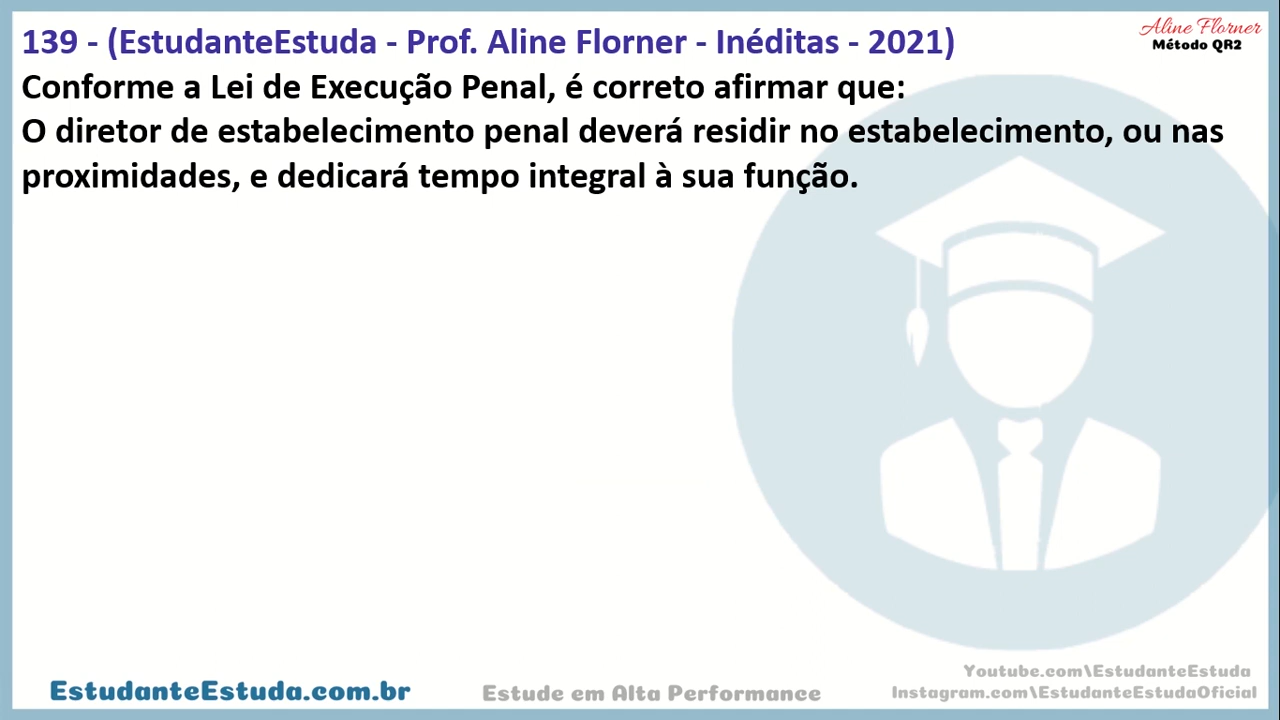 139 - (EstudanteEstuda - Prof. Aline Florner - Inéditas - 2021)
Aline Florner
Método QR2
Conforme a Lei de Execução Penal, é correto afirmar que:
O diretor de estabelecimento penal deverá residir no estabelecimento, ou nas
proximidades, e dedicará tempo integral à sua função.
EstudanteEstuda.com.br
Estude em Alta Performance
Youtube.com\EstudanteEstuda
Instagram.com\EstudanteEstudaOficial